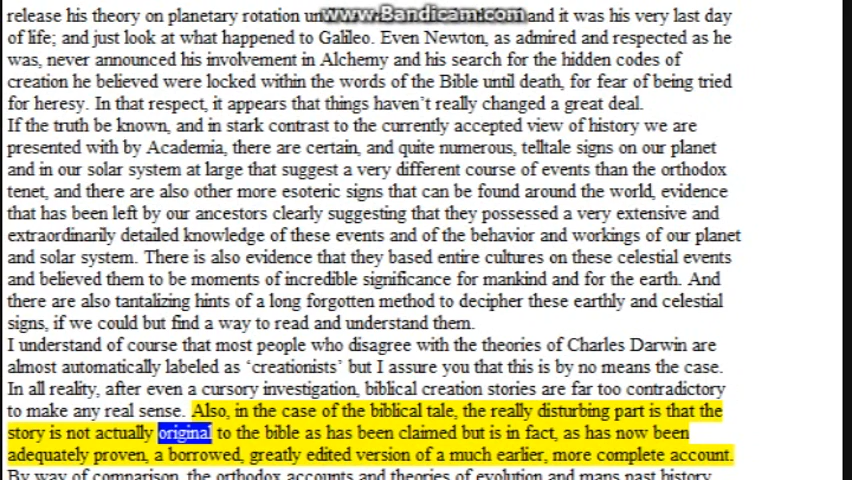 www.Bandicam.com
release his theory on planetary rotation and it was his very last day
of life; and just look at what happened to Galileo. Even Newton, as admired and respected as he
was, never announced his involvement in Alchemy and his search for the hidden codes of
creation he believed were locked within the words of the Bible until death, for fear of being tried
for heresy. In that respect, it appears that things haven't really changed a great deal.
If the truth be known, and in stark contrast to the currently accepted view of history we are
presented with by Academia, there are certain, and quite numerous, telltale signs on our planet
and in our solar system at large that suggest a very different course of events than the orthodox
tenet, and there are also other more esoteric signs that can be found around the world, evidence
that has been left by our ancestors clearly suggesting that they possessed a very extensive and
extraordinarily detailed knowledge of these events and of the behavior and workings of our planet
and solar system. There is also evidence that they based entire cultures on these celestial events
and believed them to be moments of incredible significance for mankind and for the earth. And
there are also tantalizing hints of a long forgotten method to decipher these earthly and celestial
signs, if we could but find a way to read and understand them.
I understand of course that most people who disagree with the theories of Charles Darwin are
almost automatically labeled as ‘creationists’ but I assure you that this is by no means the case.
In all reality, after even a cursory investigation, biblical creation stories are far too contradictory
to make any real sense. Also, in the case of the biblical tale, the really disturbing part is that the
story is not actually original to the bible as has been claimed but is in fact, as has now been
adequately proven, a borrowed, greatly edited version of a much earlier, more complete account.
By way of comparison, the orthodox accounts and theories of evolution and mans past history